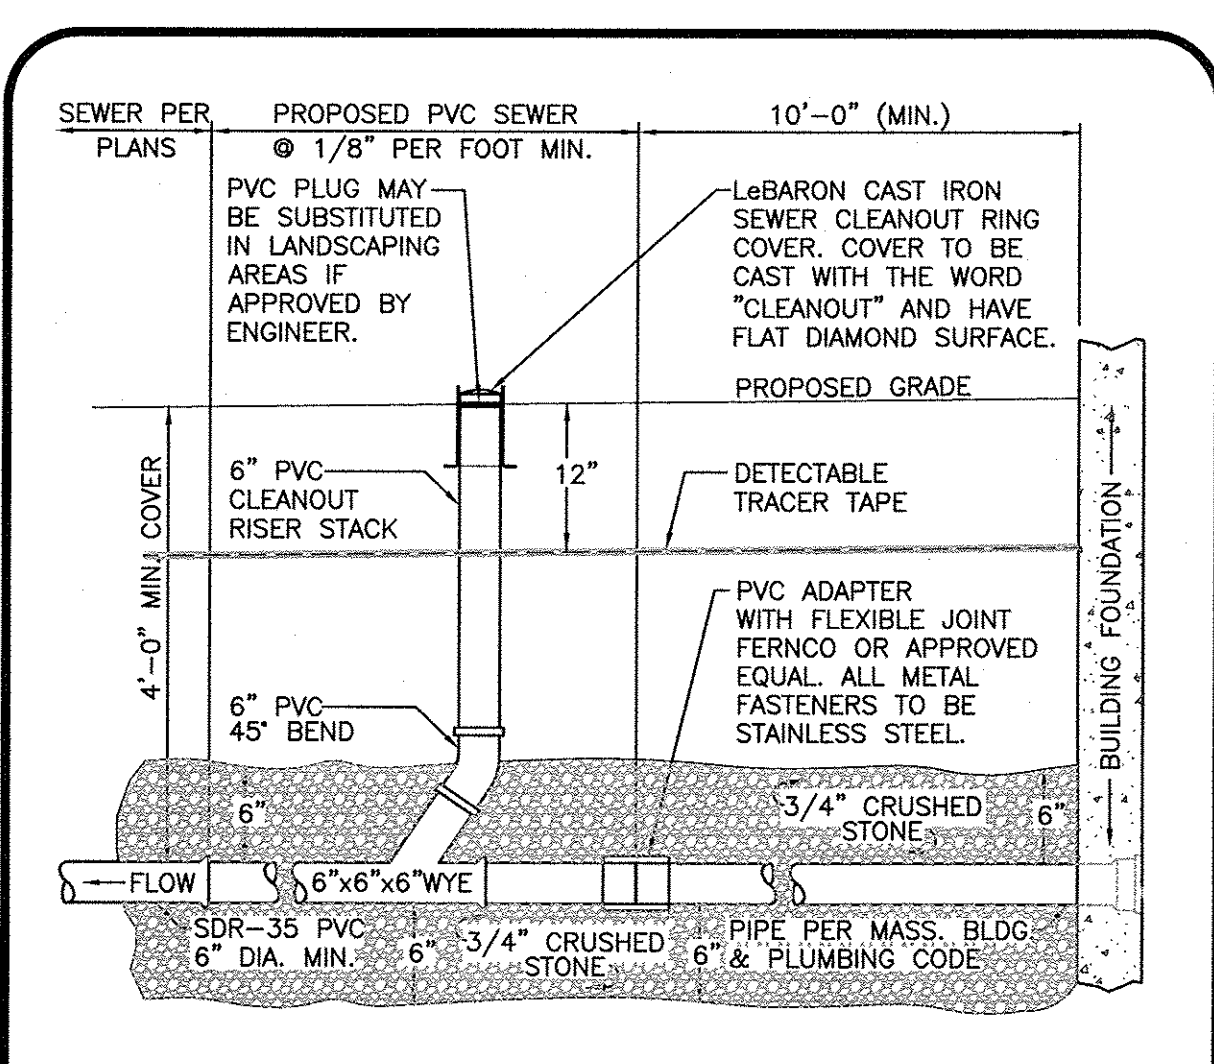 SEWER PER
PLANS
PROPOSED PVC SEWER
@ 1/8" PER FOOT MIN.
10'-0" (MIN.)
PVC PLUG MAY
BE SUBSTITUTED
IN LANDSCAPING
AREAS IF
APPROVED BY
ENGINEER.
LeBARON CAST IRON
SEWER CLEANOUT RING
COVER. COVER TO BE
CAST WITH THE WORD
"CLEANOUT" AND HAVE
FLAT DIAMOND SURFACE.
PROPOSED GRADE
4'-0" MIN. COVER
6" PVC
CLEANOUT
RISER STACK
12"
DETECTABLE
TRACER TAPE
BUILDING FOUNDATION
PVC ADAPTER
WITH FLEXIBLE JOINT
FERNCO OR APPROVED
EQUAL. ALL METAL
FASTENERS TO BE
STAINLESS STEEL.
6" PVC
45° BEND
6"
3/4" CRUSHED
STONE
6"
FLOW
6"x6"x6"WYE
SDR-35 PVC
6" DIA. MIN.
6"
3/4" CRUSHED
STONE
6"
PIPE PER MASS. BLDG
& PLUMBING CODE